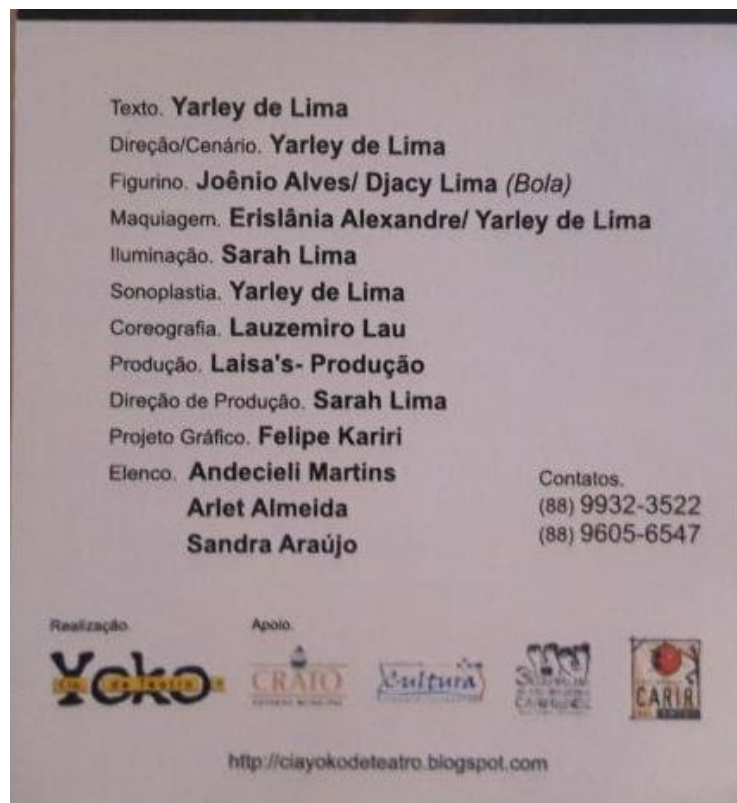 Texto. Yarley de Lima
Direção/Cenário. Yarley de Lima
Figurino. Joênio Alves/ Djacy Lima (Bola)
Maquiagem. Erislânia Alexandre/ Yarley de Lima
Iluminação. Sarah Lima
Sonoplastia. Yarley de Lima
Coreografia. Lauzemiro Lau
Produção. Laisa's- Produção
Direção de Produção. Sarah Lima
Projeto Gráfico. Felipe Kariri
Elenco. Andecieli Martins
Arlet Almeida
Sandra Araújo
Contatos.
(88) 9932-3522
(88) 9605-6547
Realização.
Apoio.
Yoko
Cia. de Teatro
CRATO
Cultura
CARIRI
http://ciayokodeteatro.blogspot.com